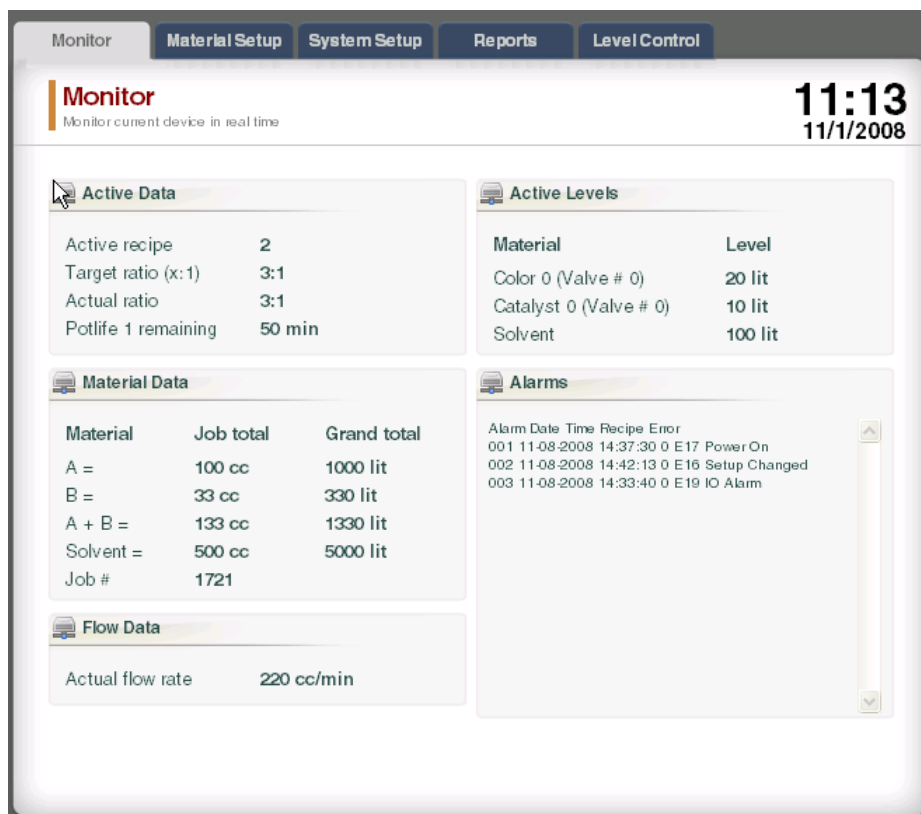 Monitor Material Setup System Setup Reports Level Control
Monitor
Monitor current device in real time
11:13
11/1/2008
Active Data
Active recipe 2
Target ratio (x:1) 3:1
Actual ratio 3:1
Potlife 1 remaining 50 min
Active Levels
Material Level
Color 0 (Valve # 0) 20 lit
Catalyst 0 (Valve # 0) 10 lit
Solvent 100 lit
Material Data
Material Job total Grand total
A = 100 cc 1000 lit
B = 33 cc 330 lit
A + B = 133 cc 1330 lit
Solvent = 500 cc 5000 lit
Job # 1721
Alarms
Alarm Date Time Recipe Error
001 11-08-2008 14:37:30 0 E17 Power On
002 11-08-2008 14:42:13 0 E16 Setup Changed
003 11-08-2008 14:33:40 0 E19 IO Alarm
Flow Data
Actual flow rate 220 cc/min